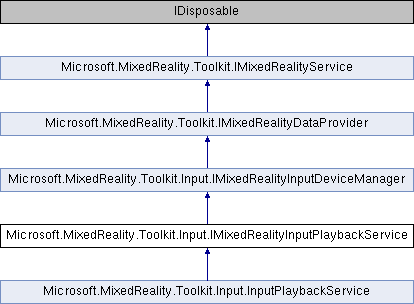 IDisposable
Microsoft.MixedReality.Toolkit.IMixedRealityService
Microsoft.MixedReality.Toolkit.IMixedRealityDataProvider
Microsoft.MixedReality.Toolkit.Input.IMixedRealityInputDeviceManager
Microsoft.MixedReality.Toolkit.Input.IMixedRealityInputPlaybackService
Microsoft.MixedReality.Toolkit.Input.InputPlaybackService